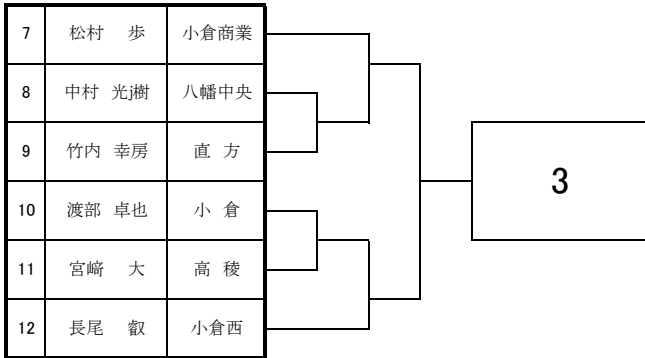 7 松村 歩 小倉商業
8 中村 光j樹 八幡中央
9 竹内 幸房 直 方
10 渡部 卓也 小 倉
11 宮﨑 大 高 稜
12 長尾 叡 小倉西
3